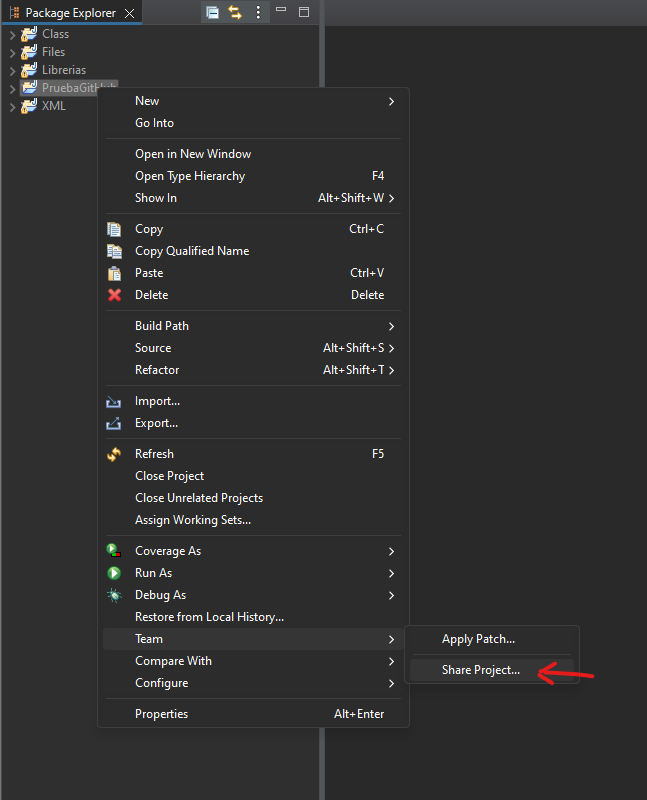 Package Explorer
Class
Files
Librerias
PruebaGitHub
XML
New
Go Into
Open in New Window
Open Type Hierarchy F4
Show In Alt+Shift+W
Copy Ctrl+C
Copy Qualified Name
Paste Ctrl+V
Delete Delete
Build Path
Source Alt+Shift+S
Refactor Alt+Shift+T
Import...
Export...
Refresh F5
Close Project
Close Unrelated Projects
Assign Working Sets...
Coverage As
Run As
Debug As
Restore from Local History...
Team
Apply Patch...
Compare With
Share Project...
Configure
Properties Alt+Enter